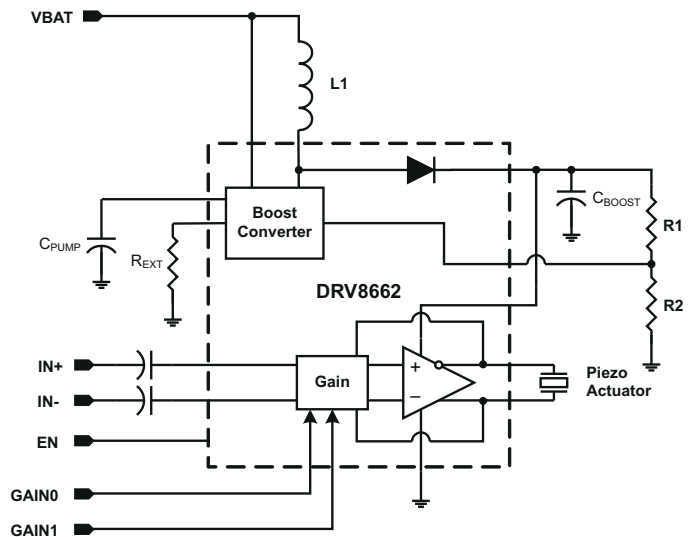 VBAT
L1
Boost
Converter
CBOOST
R1
CPUMP
REXT
DRV8662
R2
IN+
Gain
+
−
Piezo
Actuator
IN-
EN
GAIN0
GAIN1